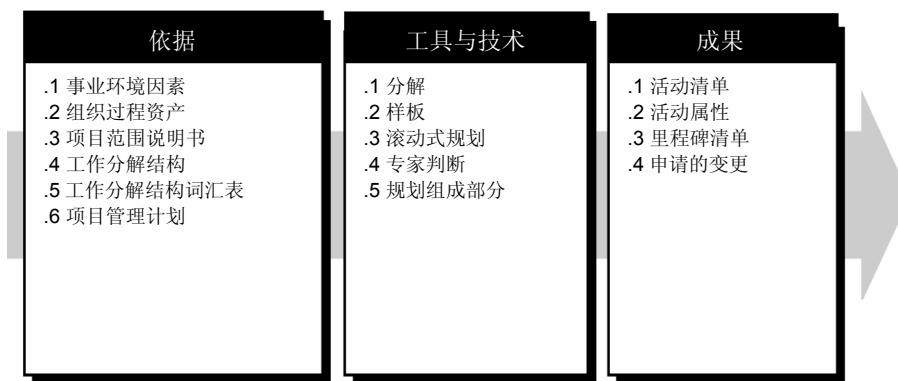 依据
.1 事业环境因素
.2 组织过程资产
.3 项目范围说明书
.4 工作分解结构
.5 工作分解结构词汇表
.6 项目管理计划
工具与技术
.1 分解
.2 样板
.3 滚动式规划
.4 专家判断
.5 规划组成部分
成果
.1 活动清单
.2 活动属性
.3 里程碑清单
.4 申请的变更